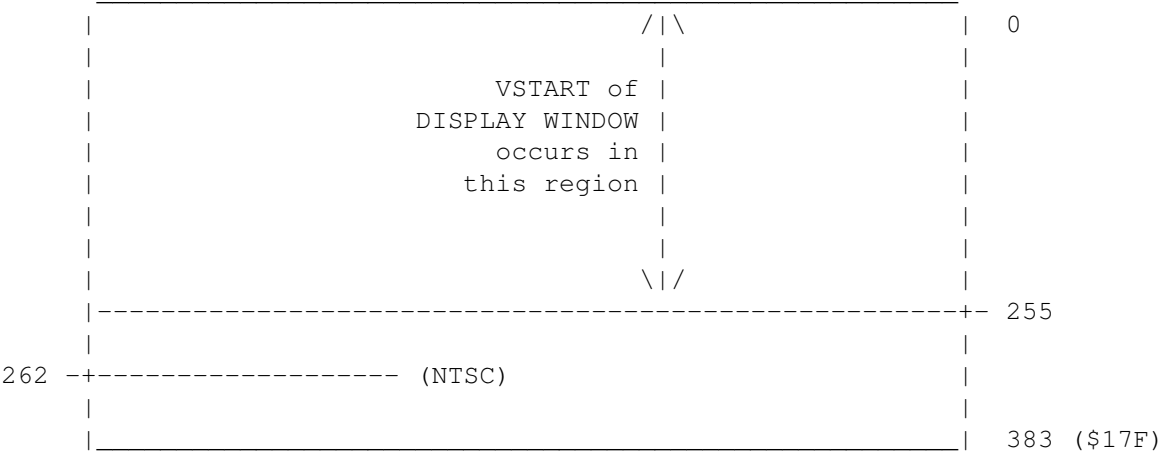 0
VSTART of
DISPLAY WINDOW
occurs in
this region
255
262 (NTSC)
383 ($17F)